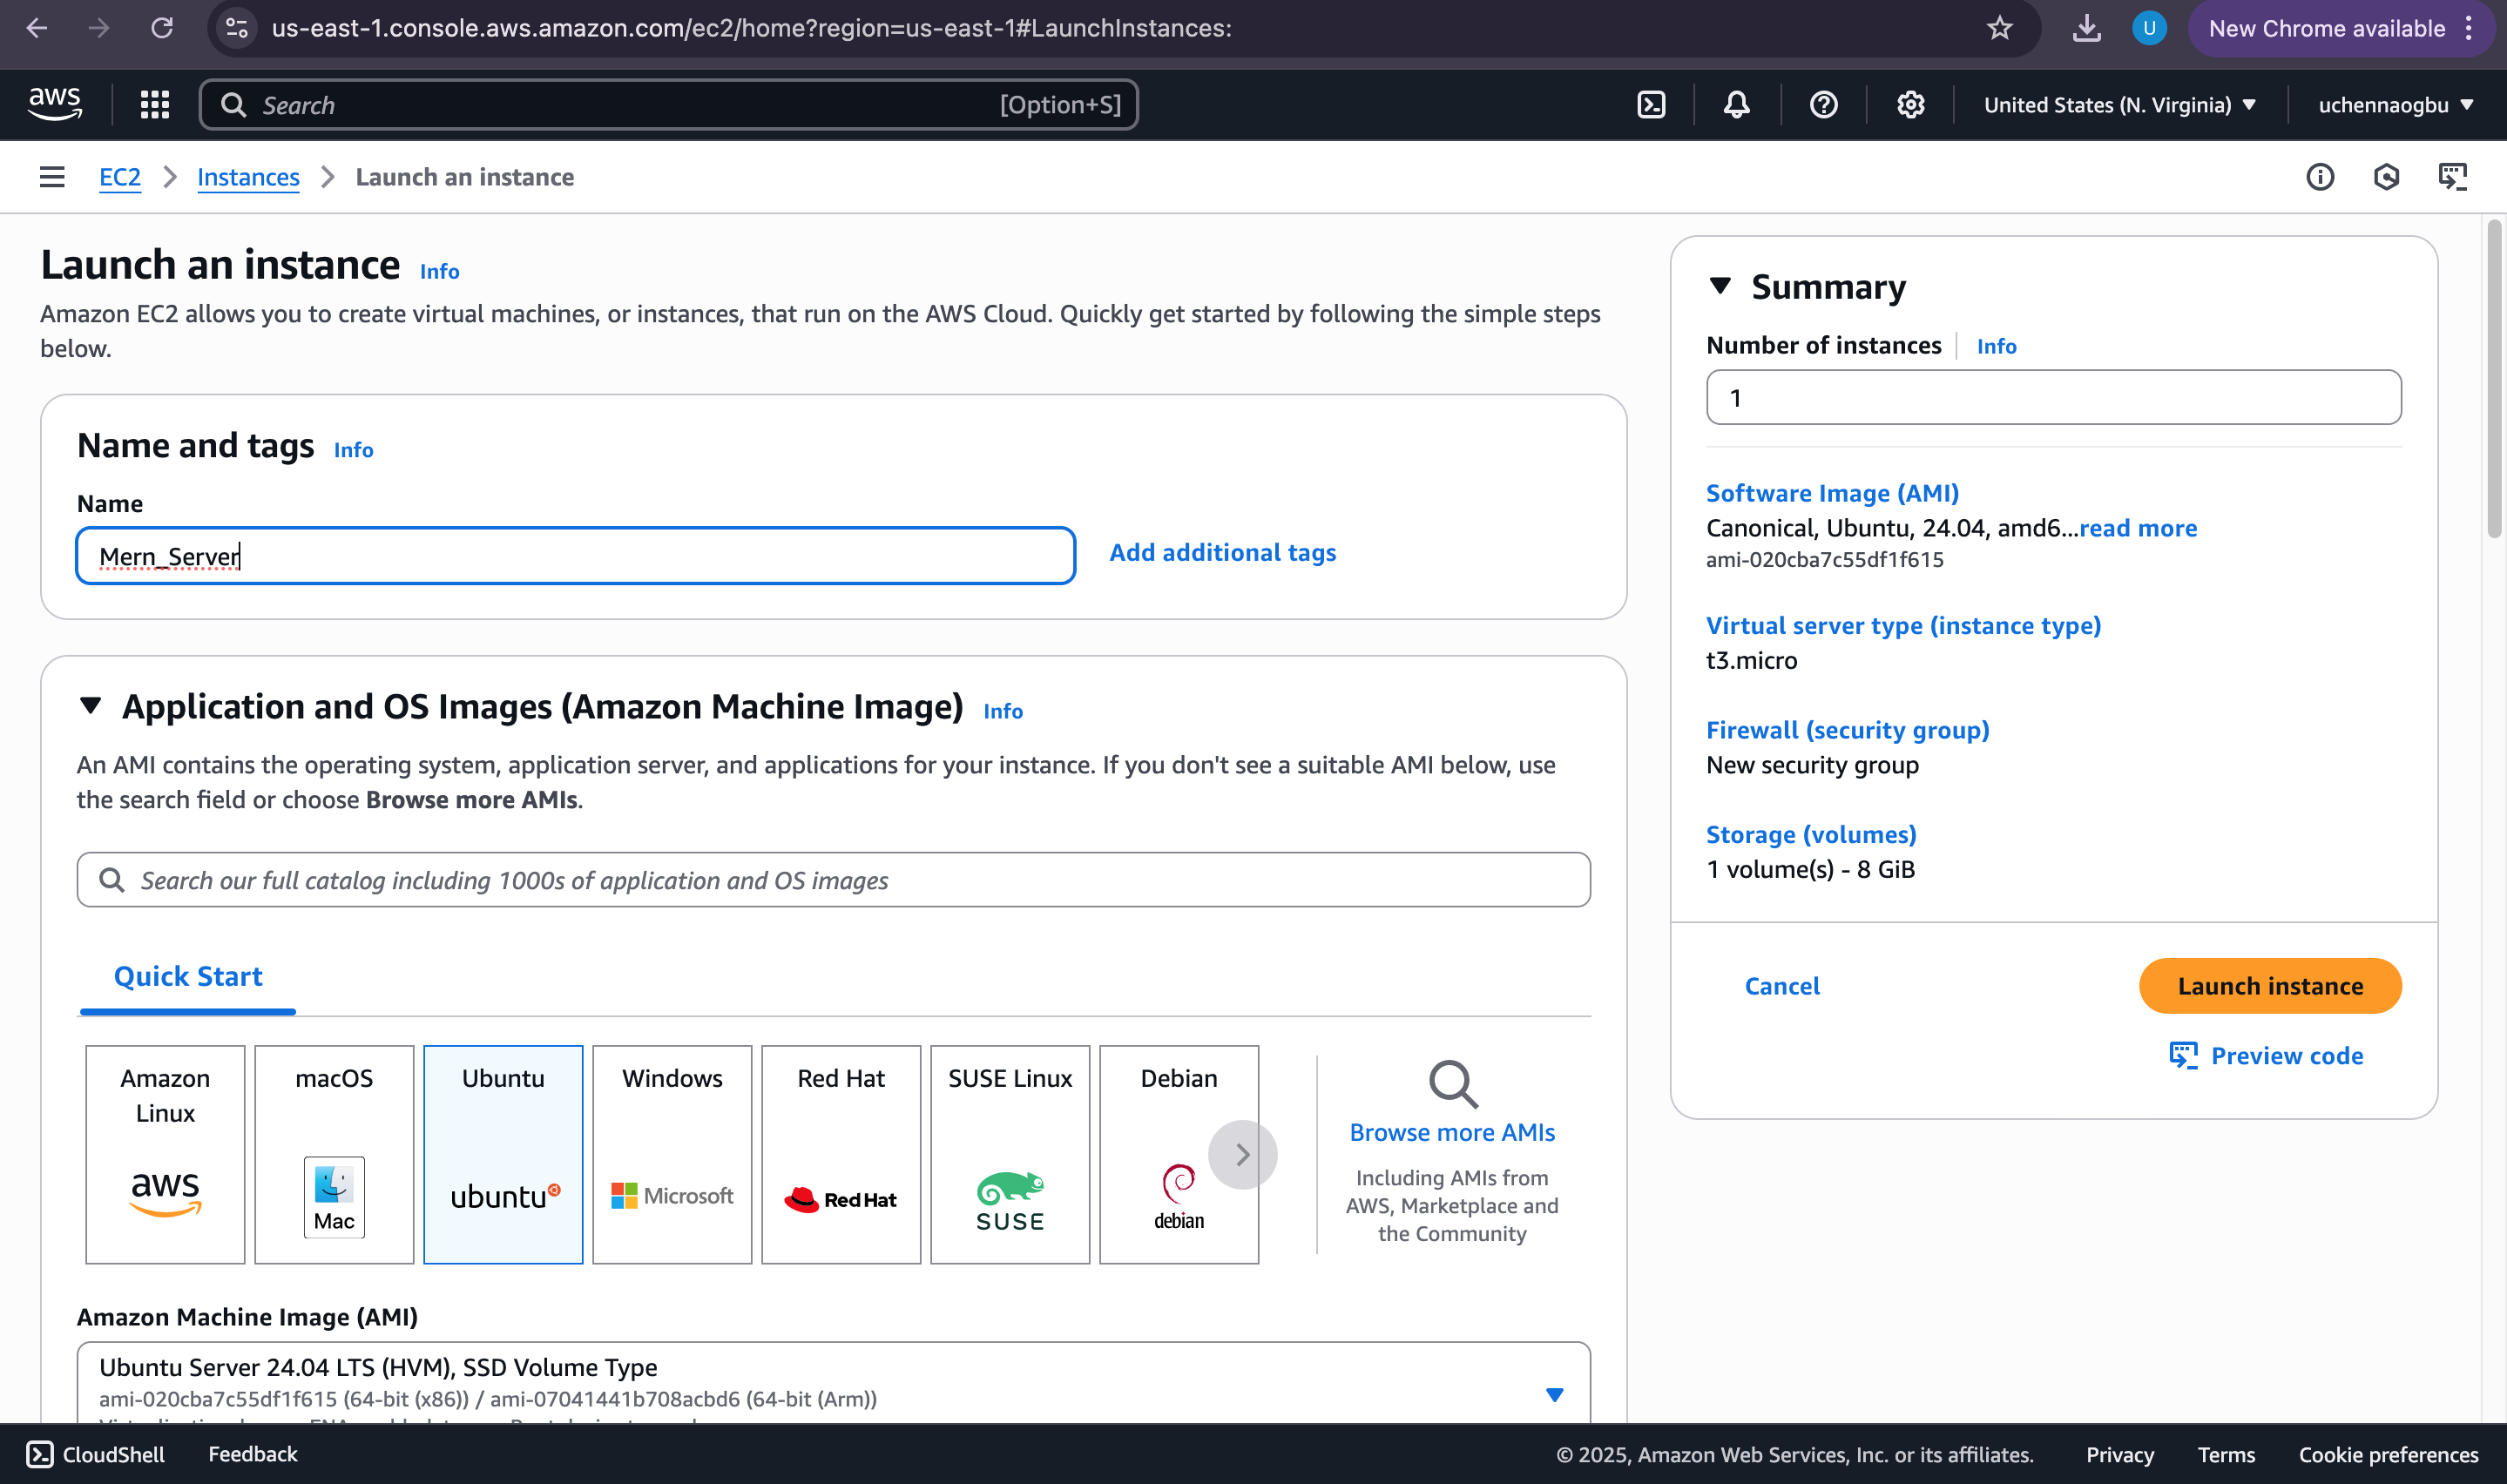 us-east-1.console.aws.amazon.com/ec2/home?region=us-east-1#LaunchInstances:
U
New Chrome available
aws
Search
[Option+S]
United States (N. Virginia)
uchennaogbu
EC2
Instances
Launch an instance
Launch an instance
Info
Amazon EC2 allows you to create virtual machines, or instances, that run on the AWS Cloud. Quickly get started by following the simple steps
below.
Name and tags
Info
Name
Mern_Server
Add additional tags
Application and OS Images (Amazon Machine Image)
Info
An AMI contains the operating system, application server, and applications for your instance. If you don't see a suitable AMI below, use
the search field or choose Browse more AMIs.
Search our full catalog including 1000s of application and OS images
Quick Start
Amazon
Linux
aws
macOS
Mac
Ubuntu
ubuntu
Windows
Microsoft
Red Hat
Red Hat
SUSE Linux
SUSE
Debian
debian
Browse more AMIs
Including AMIs from
AWS, Marketplace and
the Community
Amazon Machine Image (AMI)
Ubuntu Server 24.04 LTS (HVM), SSD Volume Type
ami-020cba7c55df1f615 (64-bit (x86)) / ami-07041441b708acbd6 (64-bit (Arm))
Summary
Number of instances
Info
1
Software Image (AMI)
Canonical, Ubuntu, 24.04, amd6...read more
ami-020cba7c55df1f615
Virtual server type (instance type)
t3.micro
Firewall (security group)
New security group
Storage (volumes)
1 volume(s) - 8 GiB
Cancel
Launch instance
Preview code
CloudShell
Feedback
© 2025, Amazon Web Services, Inc. or its affiliates.
Privacy
Terms
Cookie preferences